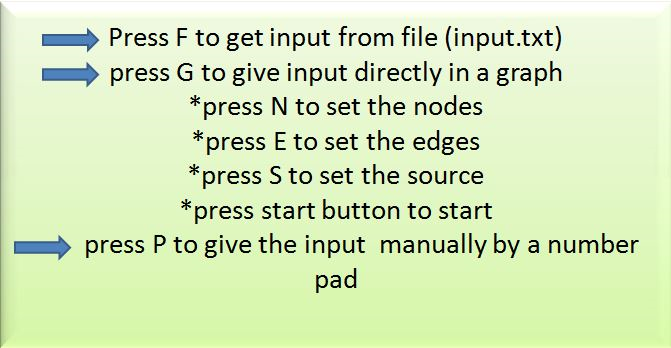 Press F to get input from file (input.txt)
press G to give input directly in a graph
*press N to set the nodes
*press E to set the edges
*press S to set the source
*press start button to start
press P to give the input  manually by a number
pad